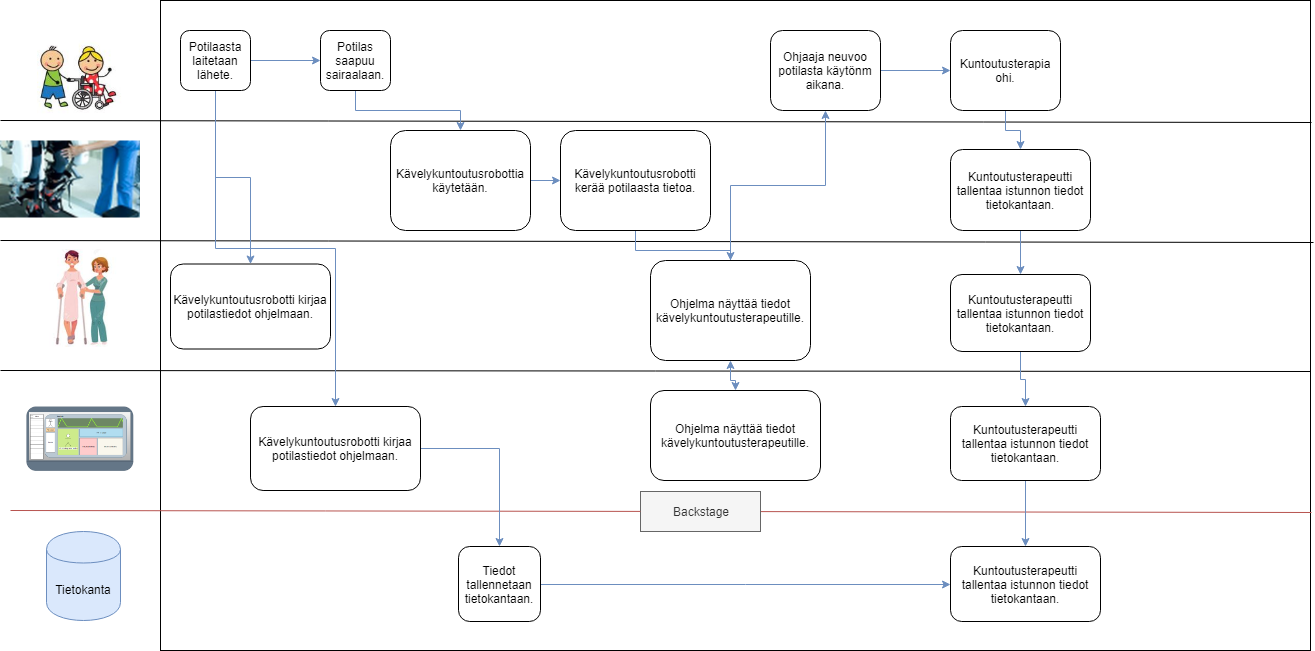 Potilaasta
laitetaan
lähete.
Potilas
saapuu
sairaalaan.
Ohjaaja neuvoo
potilasta käytönm
aikana.
Kuntoutusterapia
ohi.
Kävelykuntoutusrobottia
käytetään.
Kävelykuntoutusrobotti
kerää potilaasta tietoa.
Kuntoutusterapeutti
tallentaa istunnon tiedot
tietokantaan.
Kävelykuntoutusrobotti kirjaa
potilastiedot ohjelmaan.
Ohjelma näyttää tiedot
kävelykuntoutusterapeutille.
Kuntoutusterapeutti
tallentaa istunnon tiedot
tietokantaan.
Kävelykuntoutusrobotti kirjaa
potilastiedot ohjelmaan.
Ohjelma näyttää tiedot
kävelykuntoutusterapeutille.
Kuntoutusterapeutti
tallentaa istunnon tiedot
tietokantaan.
Backstage
Tietokanta
Tiedot
tallennetaan
tietokantaan.
Kuntoutusterapeutti
tallentaa istunnon tiedot
tietokantaan.